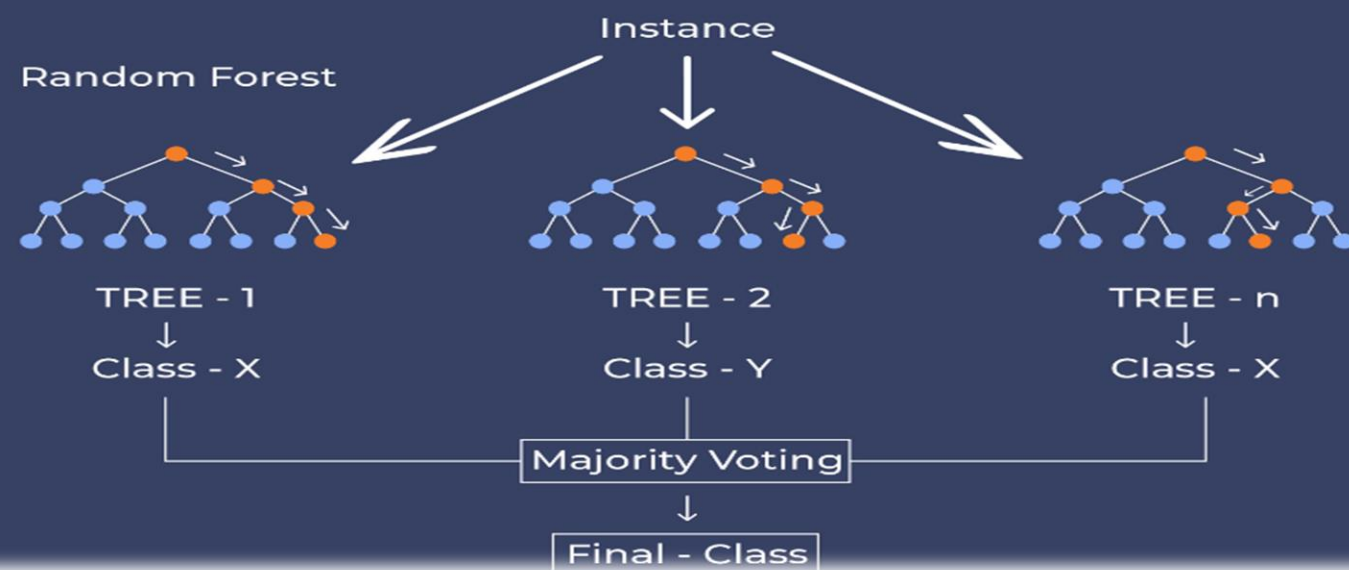 Instance
Random Forest
TREE - 1
TREE - 2
TREE - n
Class - X
Class - Y
Class - X
Majority Voting
Final - Class